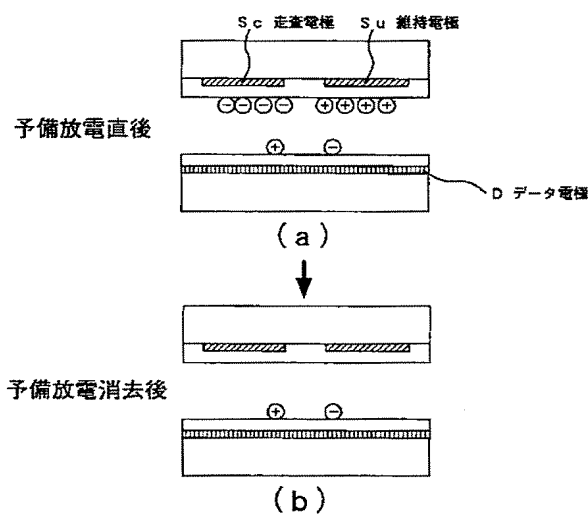 Sc 走査電極 Su 維持電極
⊖⊖⊖⊖ ⊕⊕⊕⊕
予備放電直後
⊕ ⊖
D データ電極
(a)
予備放電消去後
⊕ ⊖
(b)